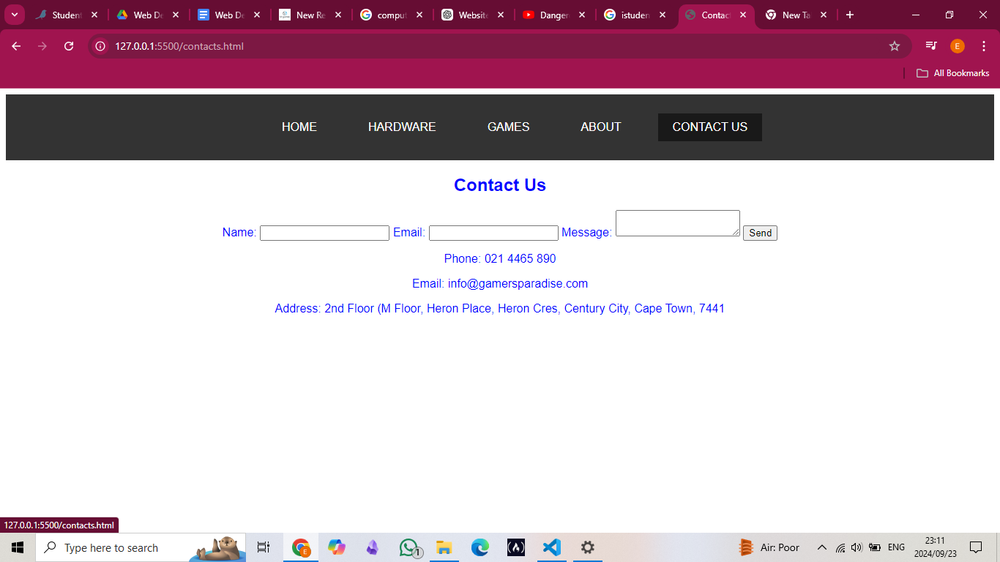 Student
Web De
Web De
New Re
comput
Website
Danger
istuden
Contac
New Ta
127.0.0.1:5500/contacts.html
E
All Bookmarks
HOME HARDWARE GAMES ABOUT CONTACT US
Contact Us
Name: Email: Message: Send
Phone: 021 4465 890
Email: info@gamersparadise.com
Address: 2nd Floor (M Floor, Heron Place, Heron Cres, Century City, Cape Town, 7441
127.0.0.1:5500/contacts.html
Type here to search
E
1
Air: Poor
ENG
23:11
2024/09/23